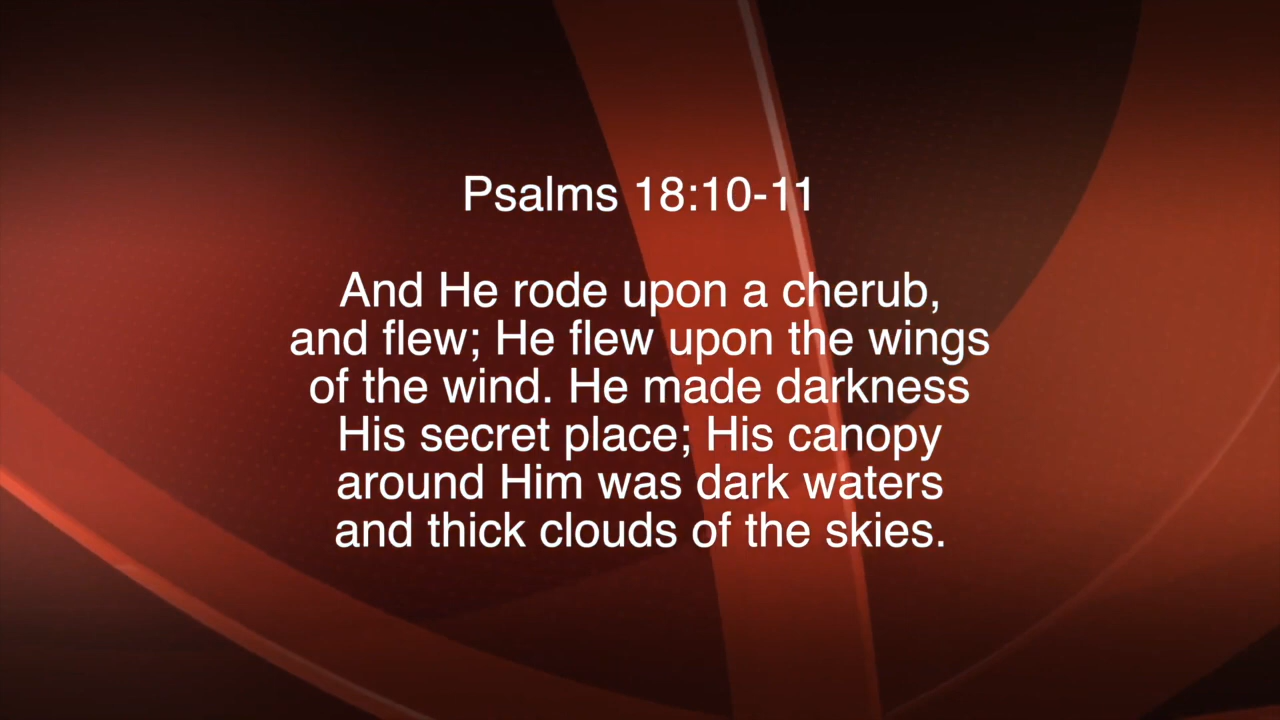 Psalms 18:10-11
And He rode upon a cherub,
and flew; He flew upon the wings
of the wind. He made darkness
His secret place; His canopy
around Him was dark waters
and thick clouds of the skies.